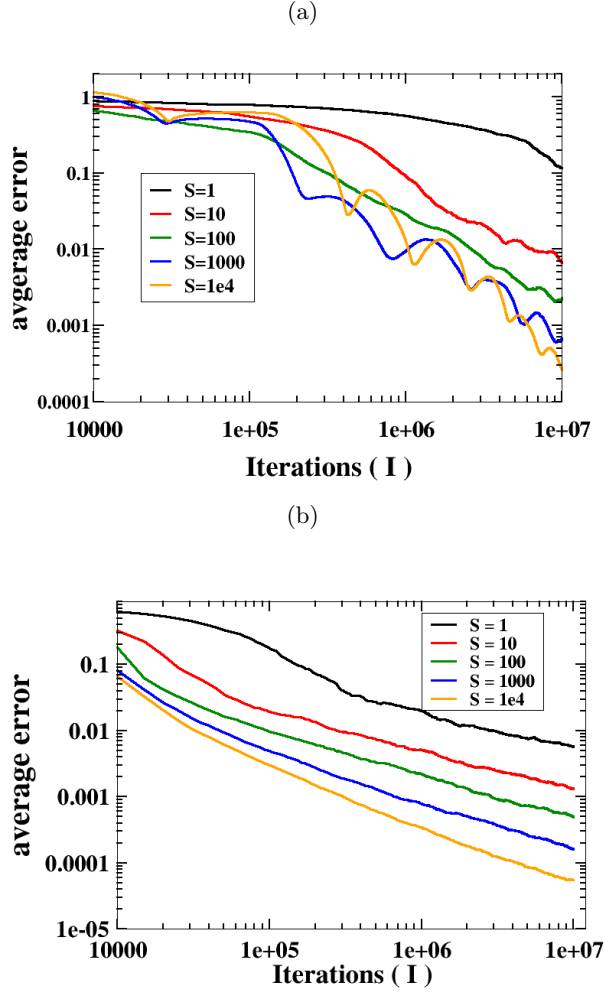 (a)
1
0.1
0.01
0.001
0.0001
avgerage error
S=1
S=10
S=100
S=1000
S=1e4
10000 1e+05 1e+06 1e+07
Iterations ( I )
(b)
0.1
0.01
0.001
0.0001
1e-05
average error
S = 1
S = 10
S = 100
S = 1000
S = 1e4
10000 1e+05 1e+06 1e+07
Iterations ( I )